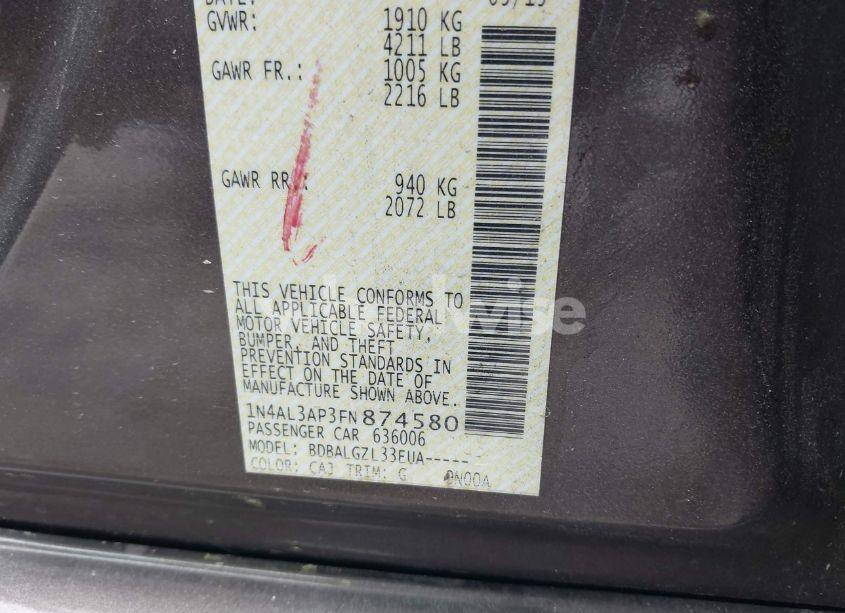 GVWR: 1910 KG
4211 LB
GAWR FR.: 1005 KG
2216 LB
GAWR RR.: 940 KG
2072 LB
THIS VEHICLE CONFORMS TO
ALL APPLICABLE FEDERAL
MOTOR VEHICLE SAFETY,
BUMPER, AND THEFT
PREVENTION STANDARDS IN
EFFECT ON THE DATE OF
MANUFACTURE SHOWN ABOVE.
1N4AL3AP3FN874580
PASSENGER CAR 636006
MODEL: BDBALGZL33EUA-----
COLOR: CAJ TRIM: G